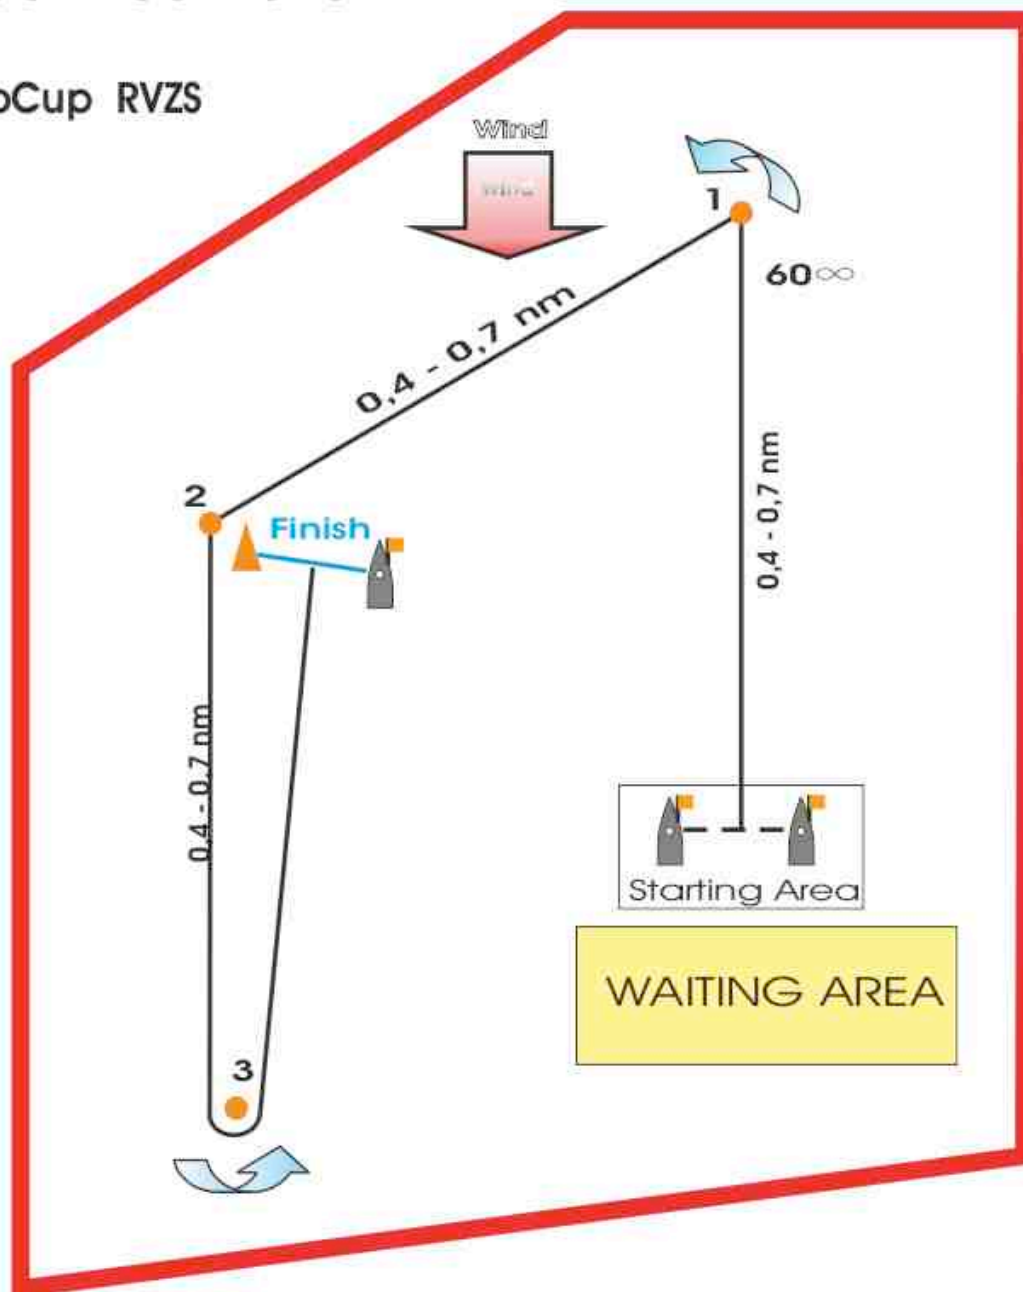 RVZS
Wind
Wind
1
60∞
0,4 - 0,7 nm
2
Finish
0,4 - 0,7 nm
0,4 - 0,7 nm
Starting Area
WAITING AREA
3